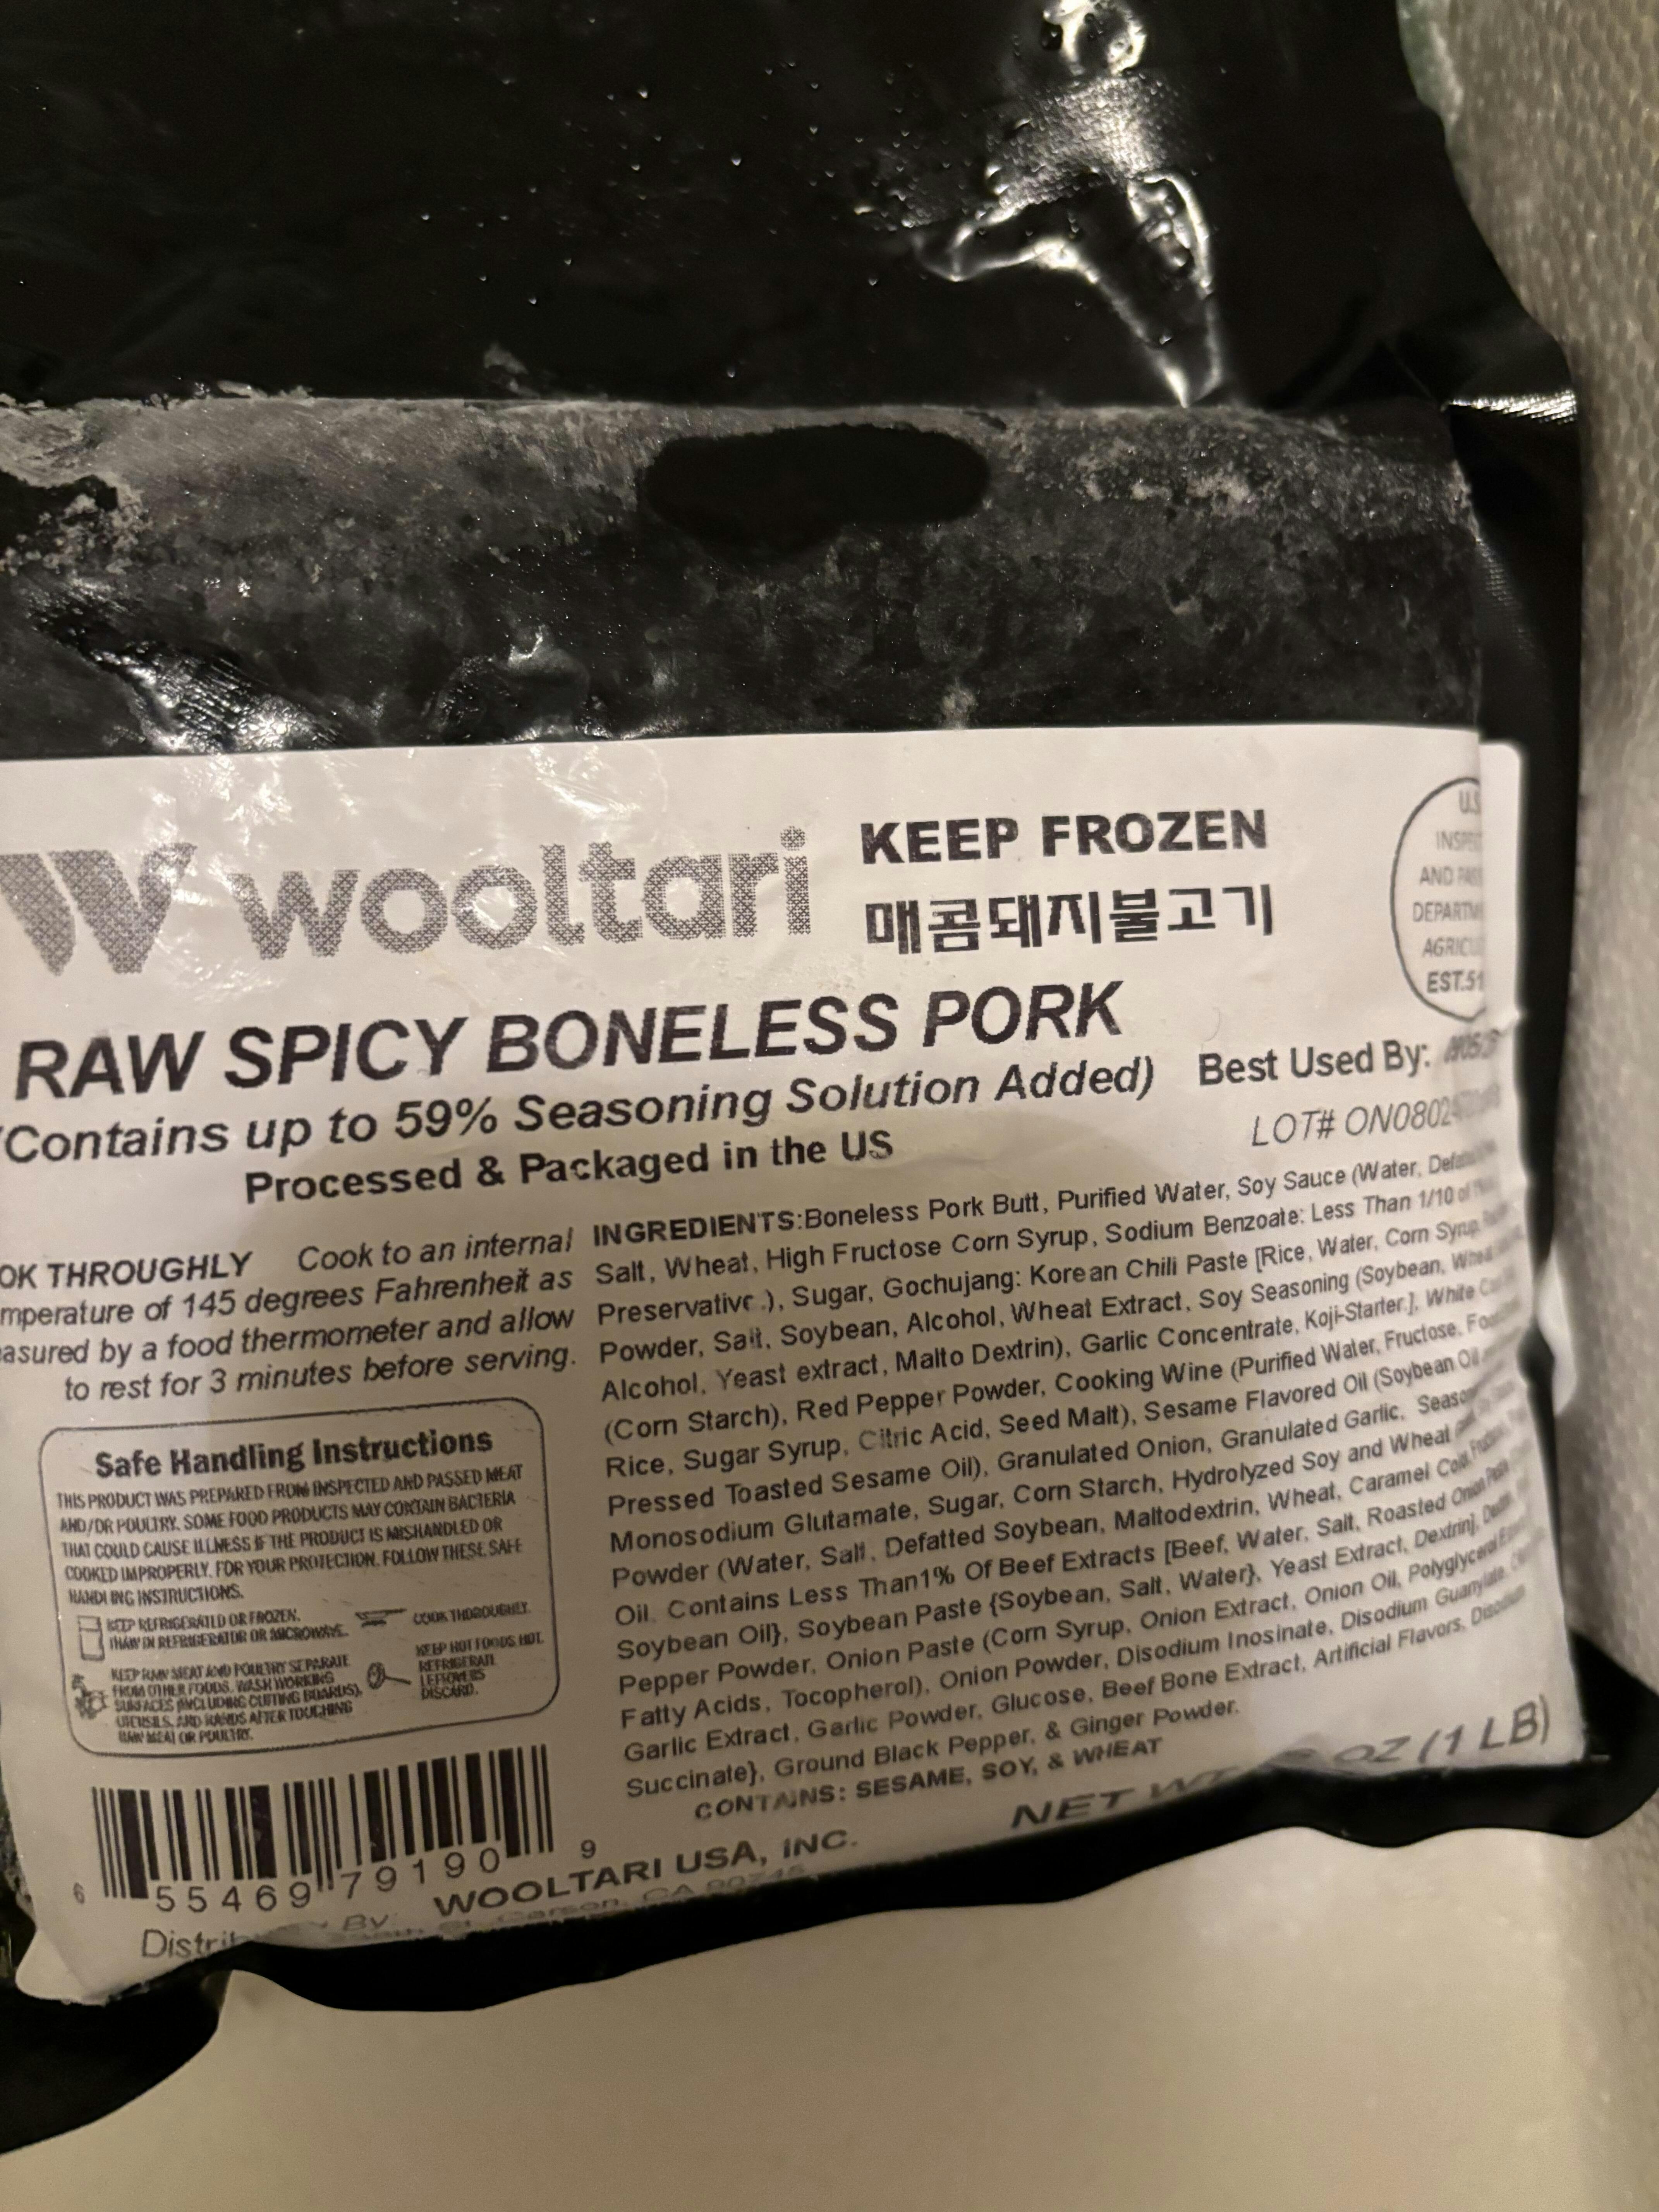 wooltari
KEEP FROZEN
매콤돼지불고기
U.S
INSPE
AND PAS
DEPARTM
AGRICU
EST.51
RAW SPICY BONELESS PORK
(Contains up to 59% Seasoning Solution Added)
Best Used By:
Processed & Packaged in the US
LOT# ON0802
OK THROUGHLY Cook to an internal
mperature of 145 degrees Fahrenheit as
easured by a food thermometer and allow
to rest for 3 minutes before serving.
INGREDIENTS:Boneless Pork Butt, Purified Water, Soy Sauce (Water,
Salt, Wheat, High Fructose Corn Syrup, Sodium Benzoate: Less Than 1/10 of
Preservative.), Sugar, Gochujang: Korean Chili Paste [Rice, Water, Corn Syrup,
Powder, Salt, Soybean, Alcohol, Wheat Extract, Soy Seasoning (Soybean,
Alcohol, Yeast extract, Malto Dextrin), Garlic Concentrate, Koji-Starter.], White
(Corn Starch), Red Pepper Powder, Cooking Wine (Purified Water, Fructose,
Rice, Sugar Syrup, Citric Acid, Seed Malt), Sesame Flavored Oil (Soybean Oil
Pressed Toasted Sesame Oil), Granulated Onion, Granulated Garlic,
Monosodium Glutamate, Sugar, Corn Starch, Hydrolyzed Soy and Wheat
Powder (Water, Salt, Defatted Soybean, Maltodextrin, Wheat, Caramel
Oil. Contains Less Than1% Of Beef Extracts [Beef, Water, Salt, Roasted Onion
Soybean Oil}, Soybean Paste {Soybean, Salt, Water}, Yeast Extract, Dextrin],
Pepper Powder, Onion Paste (Corn Syrup, Onion Extract, Onion Oil, Polyglycerol
Fatty Acids, Tocopherol), Onion Powder, Disodium Inosinate, Disodium Guanylate,
Garlic Extract, Garlic Powder, Glucose, Beef Bone Extract, Artificial Flavors, Disodium
Succinate}, Ground Black Pepper, & Ginger Powder.
CONTAINS: SESAME, SOY, & WHEAT
Safe Handling Instructions
THIS PRODUCT WAS PREPARED FROM INSPECTED AND PASSED MEAT
AND/OR POULTRY. SOME FOOD PRODUCTS MAY CONTAIN BACTERIA
THAT COULD CAUSE ILLNESS IF THE PRODUCT IS MISHANDLED OR
COOKED IMPROPERLY. FOR YOUR PROTECTION, FOLLOW THESE SAFE
HANDLING INSTRUCTIONS.
KEEP REFRIGERATED OR FROZEN.
THAW IN REFRIGERATOR OR MICROWAVE.
COOK THOROUGHLY.
KEEP RAW MEAT AND POULTRY SEPARATE
FROM OTHER FOODS. WASH WORKING
SURFACES (INCLUDING CUTTING BOARDS),
UTENSILS, AND HANDS AFTER TOUCHING
RAW MEAT OR POULTRY.
KEEP HOT FOODS HOT.
REFRIGERATE
LEFTOVERS
DISCARD.
6 55469 79190 9
NET WT OZ (1 LB)
By: WOOLTARI USA, INC.
Carson, CA